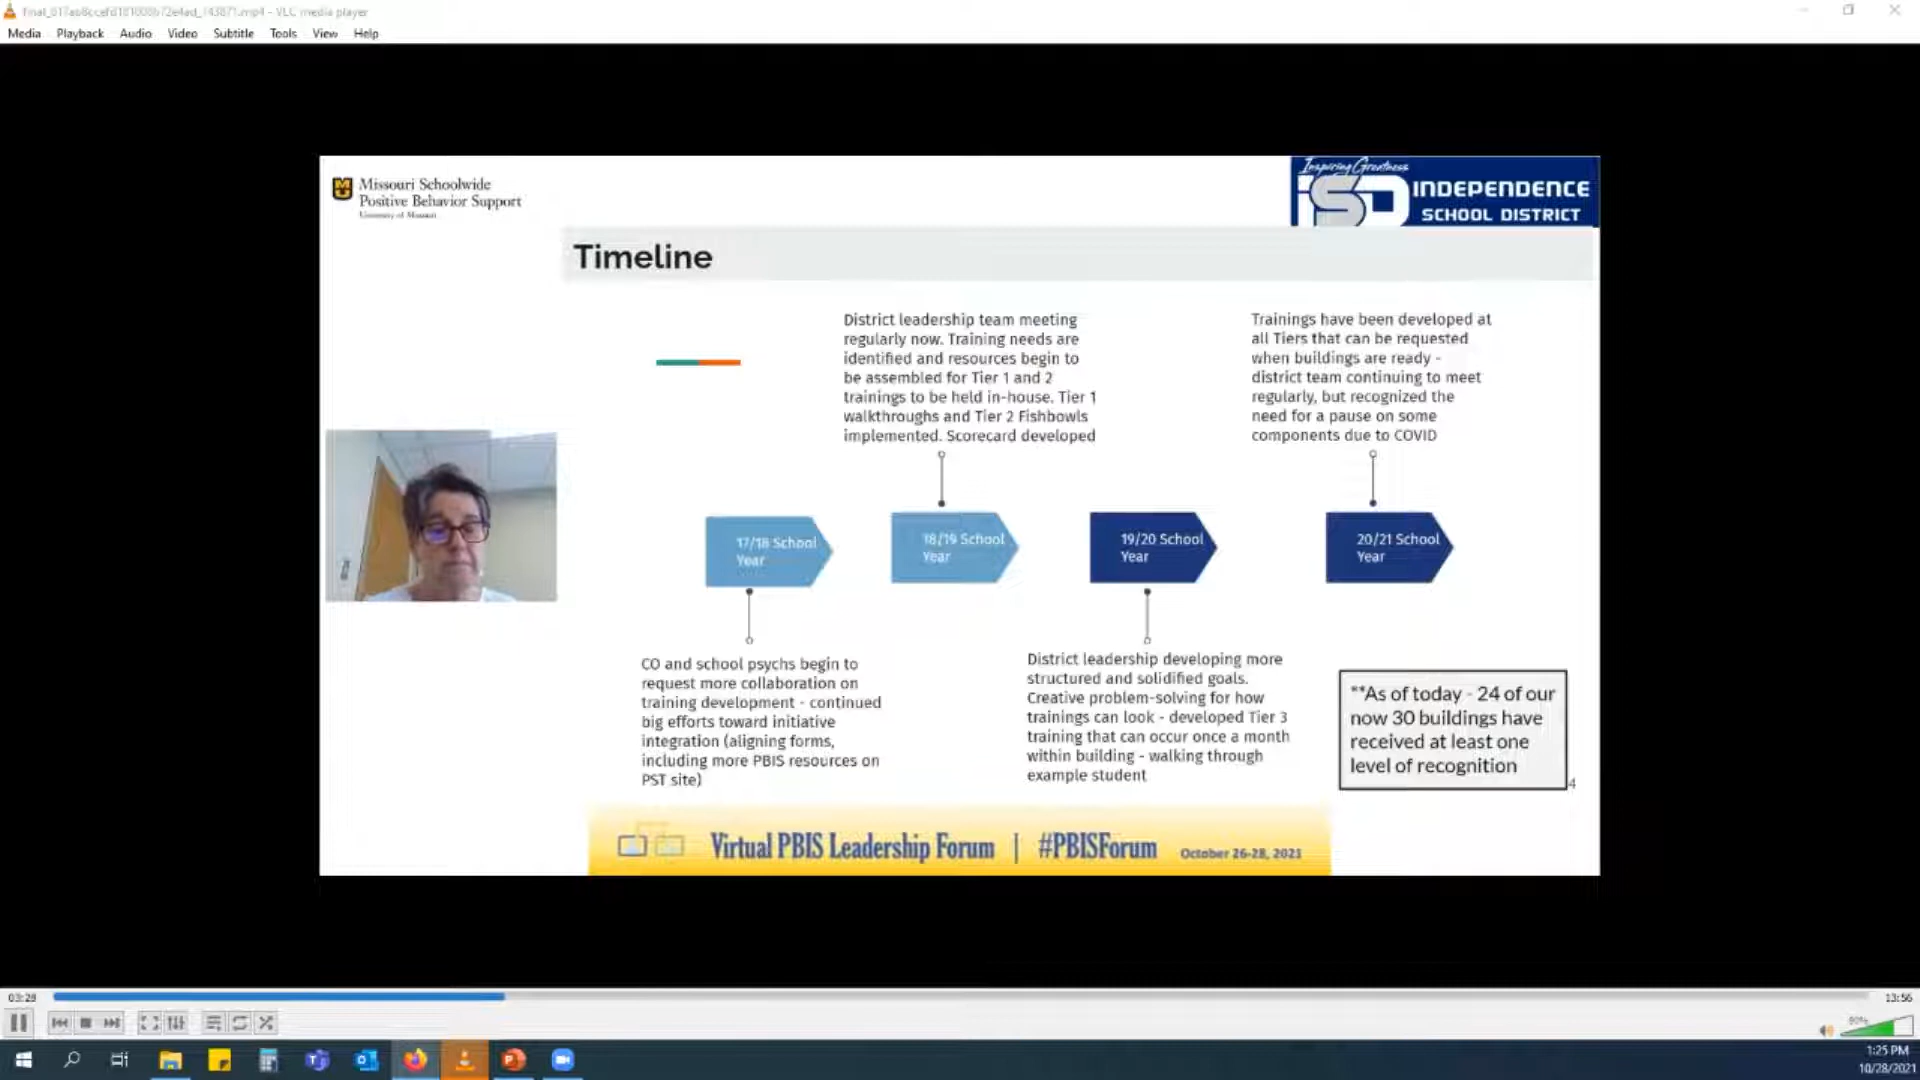 VLC media player
Media Playback Audio Video Subtitle Tools View Help
Missouri Schoolwide
Positive Behavior Support
University of Missouri
Inspiring Greatness
ISD INDEPENDENCE
SCHOOL DISTRICT
Timeline
District leadership team meeting
regularly now. Training needs are
identified and resources begin to
be assembled for Tier 1 and 2
trainings to be held in-house. Tier 1
walkthroughs and Tier 2 Fishbowls
implemented. Scorecard developed
Trainings have been developed at
all Tiers that can be requested
when buildings are ready -
district team continuing to meet
regularly, but recognized the
need for a pause on some
components due to COVID
17/18 School
Year
18/19 School
Year
19/20 School
Year
20/21 School
Year
CO and school psychs begin to
request more collaboration on
training development - continued
big efforts toward initiative
integration (aligning forms,
including more PBIS resources on
PST site)
District leadership developing more
structured and solidified goals.
Creative problem-solving for how
trainings can look - developed Tier 3
training that can occur once a month
within building - walking through
example student
**As of today - 24 of our
now 30 buildings have
received at least one
level of recognition
4
Virtual PBIS Leadership Forum | #PBISForum October 26-28, 2021
03:28
13:56
80%
1:25 PM
10/28/2021